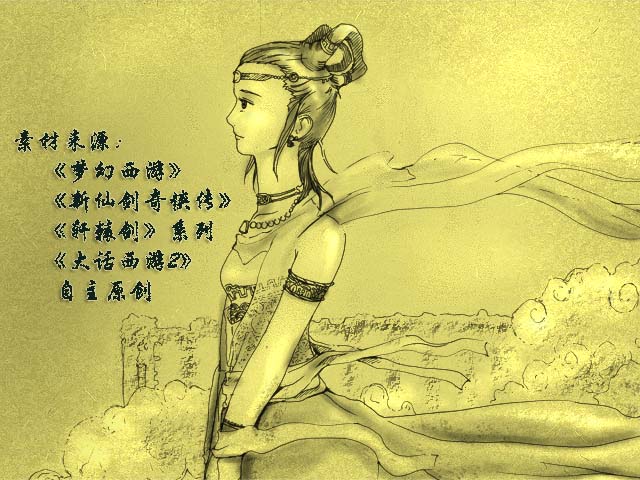 素材来源：
《梦幻西游》
《新仙剑奇侠传》
《轩辕剑》系列
《大话西游2》
自主原创